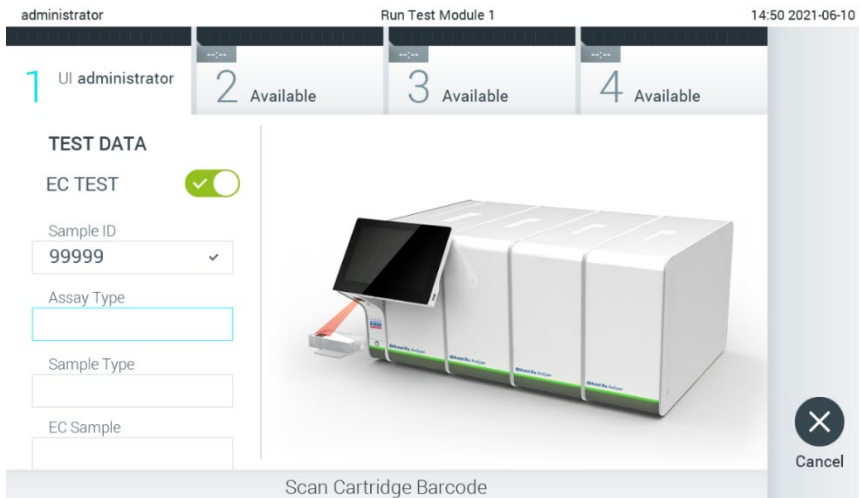 administrator Run Test Module 1 14:50 2021-06-10
--:-- --:-- --:--
1 UI administrator 2 Available 3 Available 4 Available
TEST DATA
EC TEST
Sample ID
99999
Assay Type
Sample Type
EC Sample
Cancel
Scan Cartridge Barcode